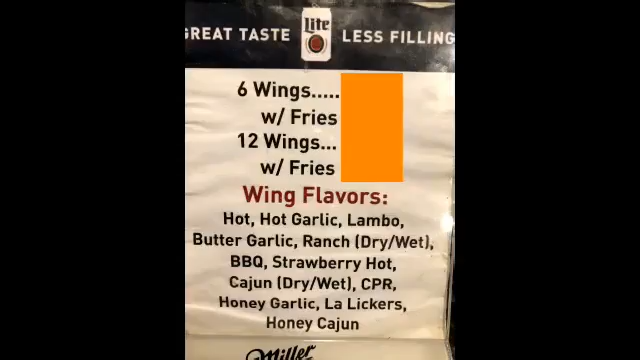 GREAT TASTE Lite LESS FILLING
6 Wings.....
w/ Fries
12 Wings...
w/ Fries
Wing Flavors:
Hot, Hot Garlic, Lambo,
Butter Garlic, Ranch (Dry/Wet),
BBQ, Strawberry Hot,
Cajun (Dry/Wet), CPR,
Honey Garlic, La Lickers,
Honey Cajun
Miller